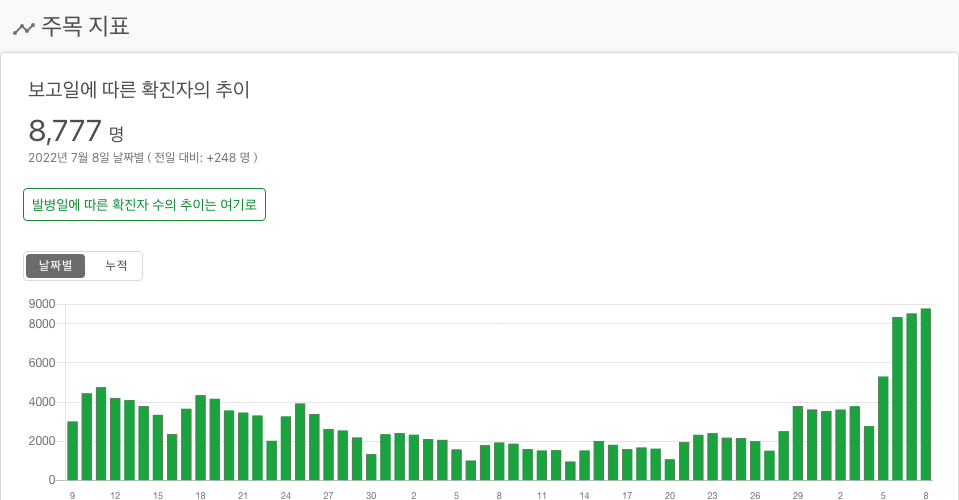 주목 지표
보고일에 따른 확진자의 추이
8,777 명
2022년 7월 8일 날짜별 ( 전일 대비: +248 명 )
발병일에 따른 확진자 수의 추이는 여기로
날짜별 누적
9000
8000
6000
4000
2000
0
9 12 15 18 21 24 27 30 2 5 8 11 14 17 20 23 26 29 2 5 8